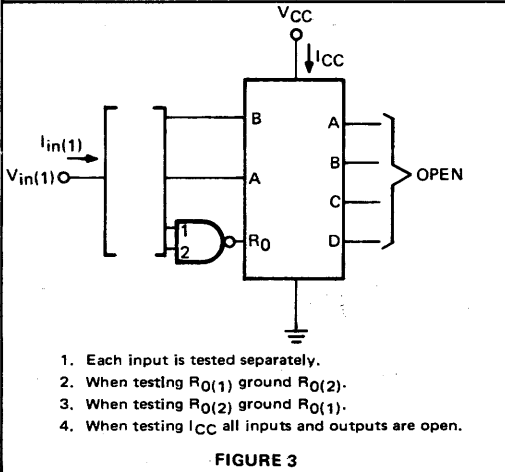 VCC
ICC
Iin(1)
Vin(1)
B
A
1
2
R0
A
B
C
D
OPEN
1. Each input is tested separately.
2. When testing R0(1) ground R0(2).
3. When testing R0(2) ground R0(1).
4. When testing ICC all inputs and outputs are open.
FIGURE 3